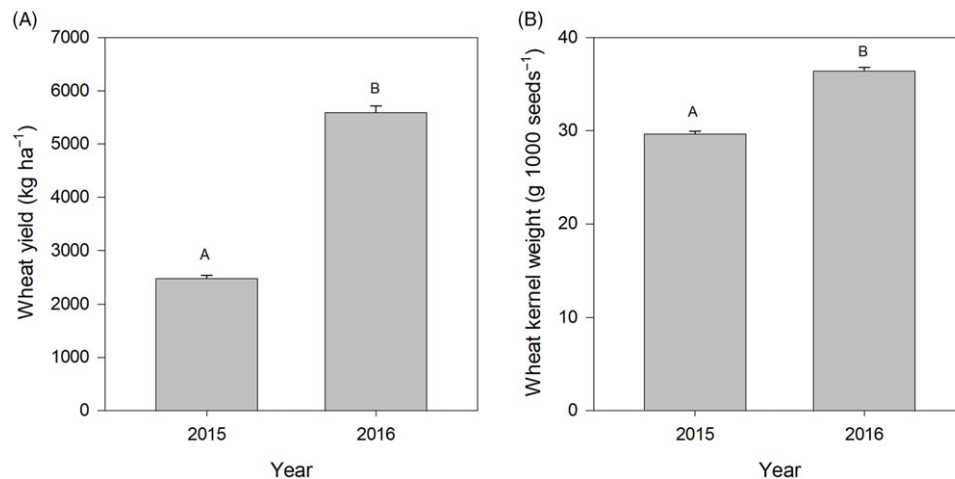 (A)
Wheat yield (kg ha⁻¹)
7000
6000
5000
4000
3000
2000
1000
0
A
B
2015
2016
Year
(B)
Wheat kernel weight (g 1000 seeds⁻¹)
40
30
20
10
0
A
B
2015
2016
Year